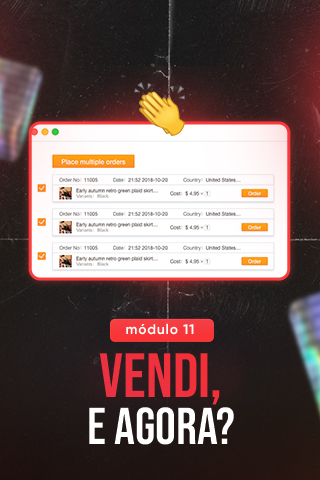 Place multiple orders
Order No: 11005 Date: 21:52 2018-10-20 Country: United States...
Early autumn retro green plaid skirt... Cost: $ 4.95 × 1 Order
Variants: Black
Order No: 11005 Date: 21:52 2018-10-20 Country: United States...
Early autumn retro green plaid skirt... Cost: $ 4.95 × 1 Order
Variants: Black
Order No: 11005 Date: 21:52 2018-10-20 Country: United States...
Early autumn retro green plaid skirt... Cost: $ 4.95 × 1 Order
Variants: Black
módulo 11
VENDI,
E AGORA?